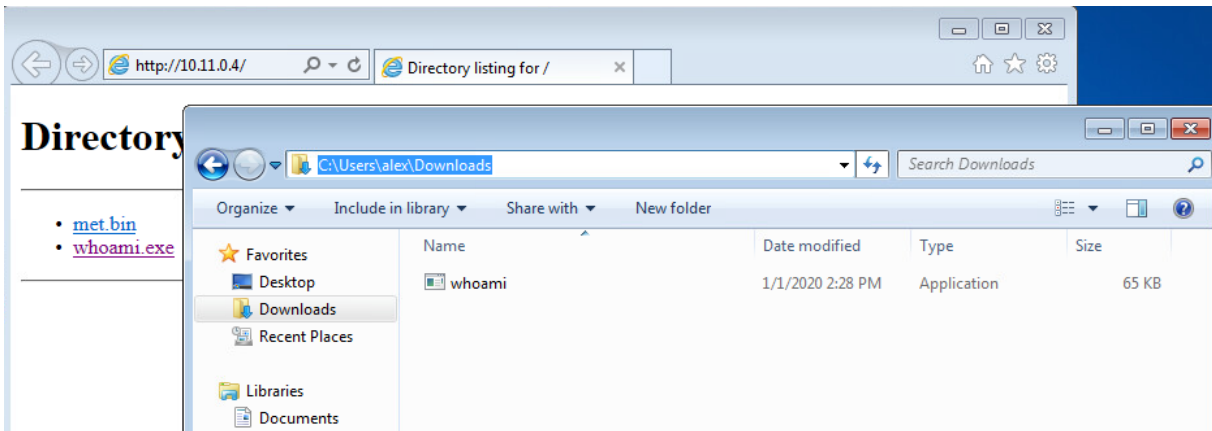 http://10.11.0.4/
Directory listing for /
Directory
met.bin
whoami.exe
C:\Users\alex\Downloads
Search Downloads
Organize Include in library Share with New folder
Favorites
Desktop
Downloads
Recent Places
Libraries
Documents
Name Date modified Type Size
whoami 1/1/2020 2:28 PM Application 65 KB